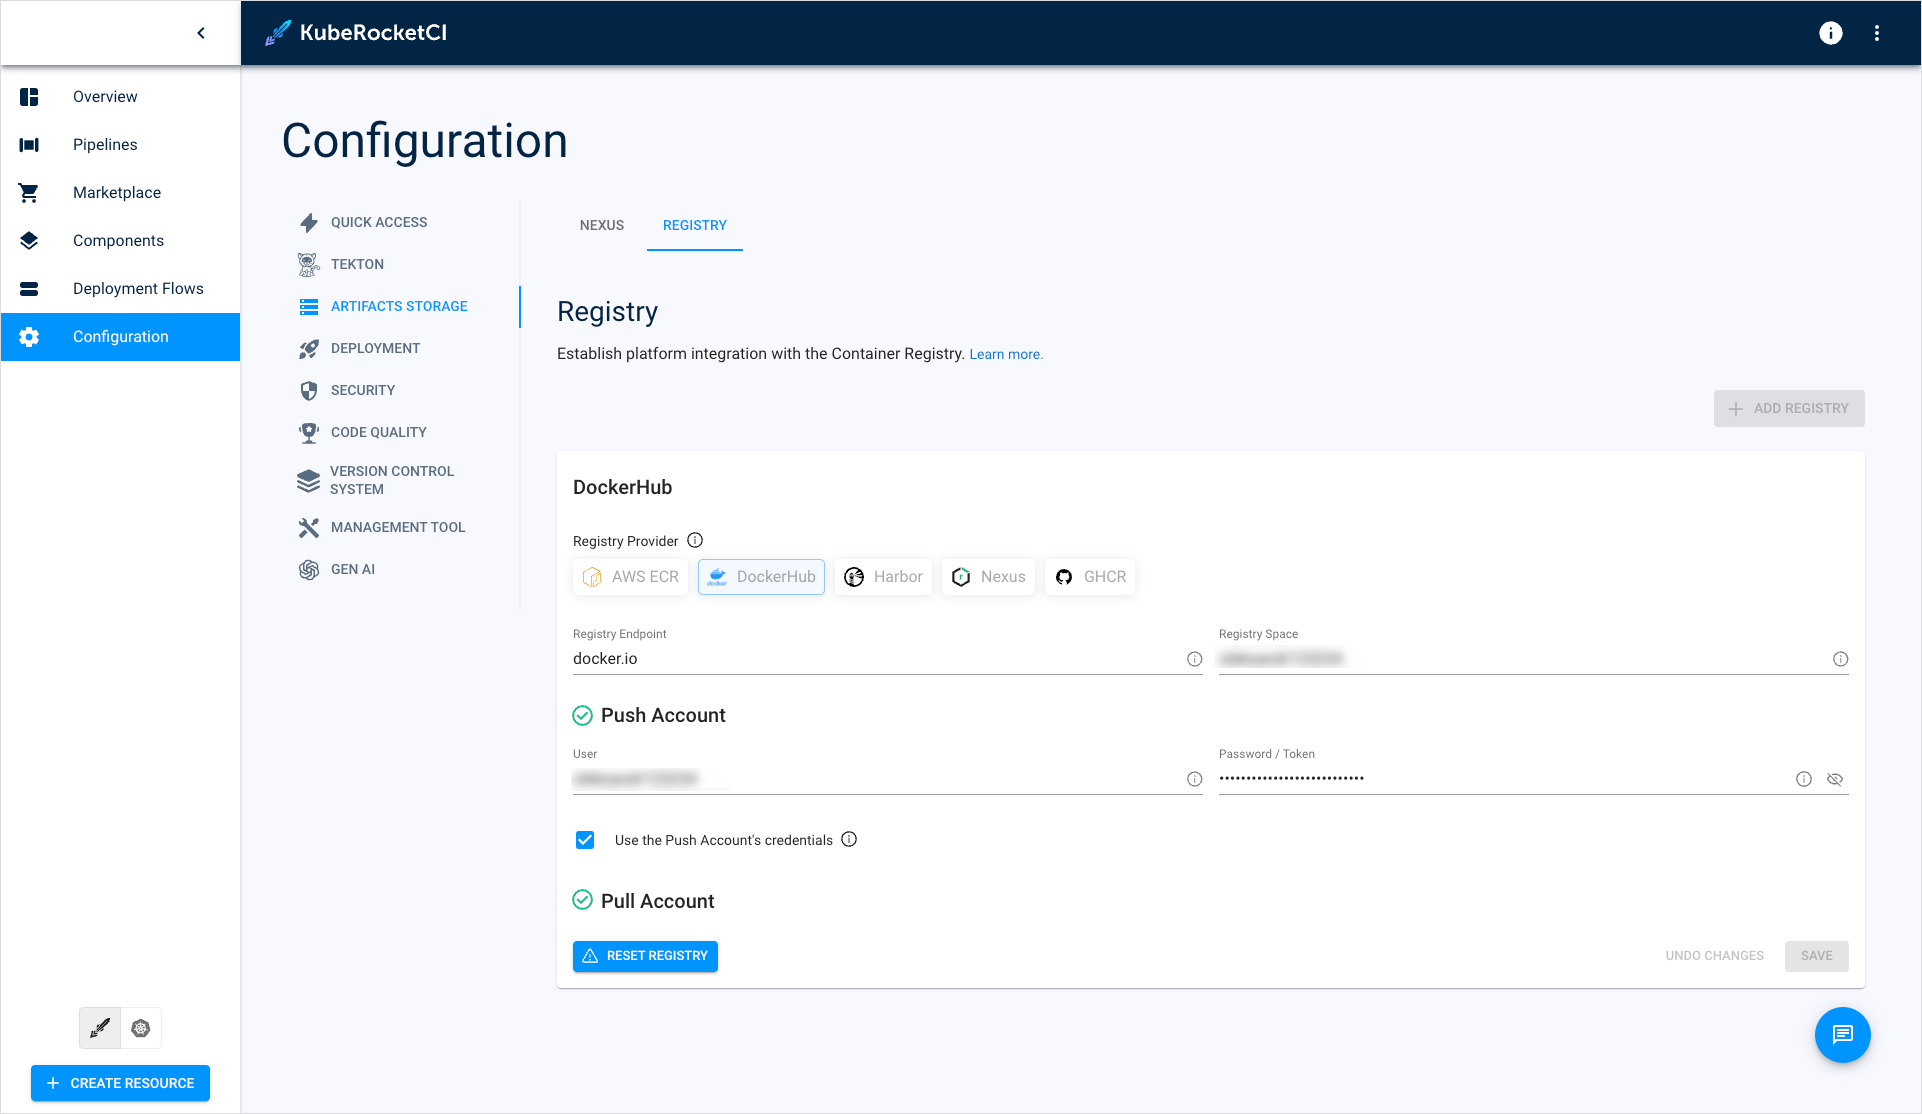 KubeRocketCI
Overview
Pipelines
Marketplace
Components
Deployment Flows
Configuration
CREATE RESOURCE
Configuration
QUICK ACCESS
TEKTON
ARTIFACTS STORAGE
DEPLOYMENT
SECURITY
CODE QUALITY
VERSION CONTROL
SYSTEM
MANAGEMENT TOOL
GEN AI
NEXUS REGISTRY
Registry
Establish platform integration with the Container Registry. Learn more.
ADD REGISTRY
DockerHub
Registry Provider
AWS ECR DockerHub Harbor Nexus GHCR
Registry Endpoint Registry Space
docker.io
Push Account
User Password / Token
••••••••••••••••••••••••••••
Use the Push Account's credentials
Pull Account
RESET REGISTRY UNDO CHANGES SAVE